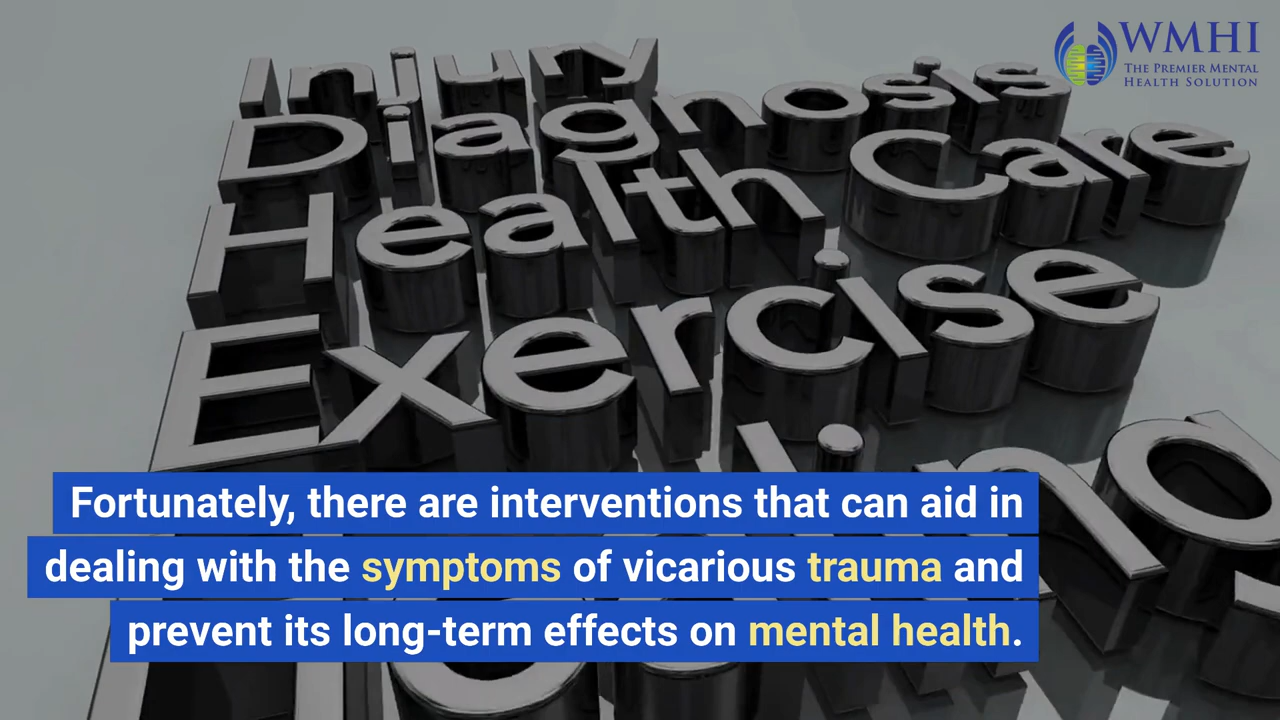 WMHI
The Premier Mental
Health Solution
Injury
Diagnosis
Health Care
Exercise
Fortunately, there are interventions that can aid in
dealing with the symptoms of vicarious trauma and
prevent its long-term effects on mental health.